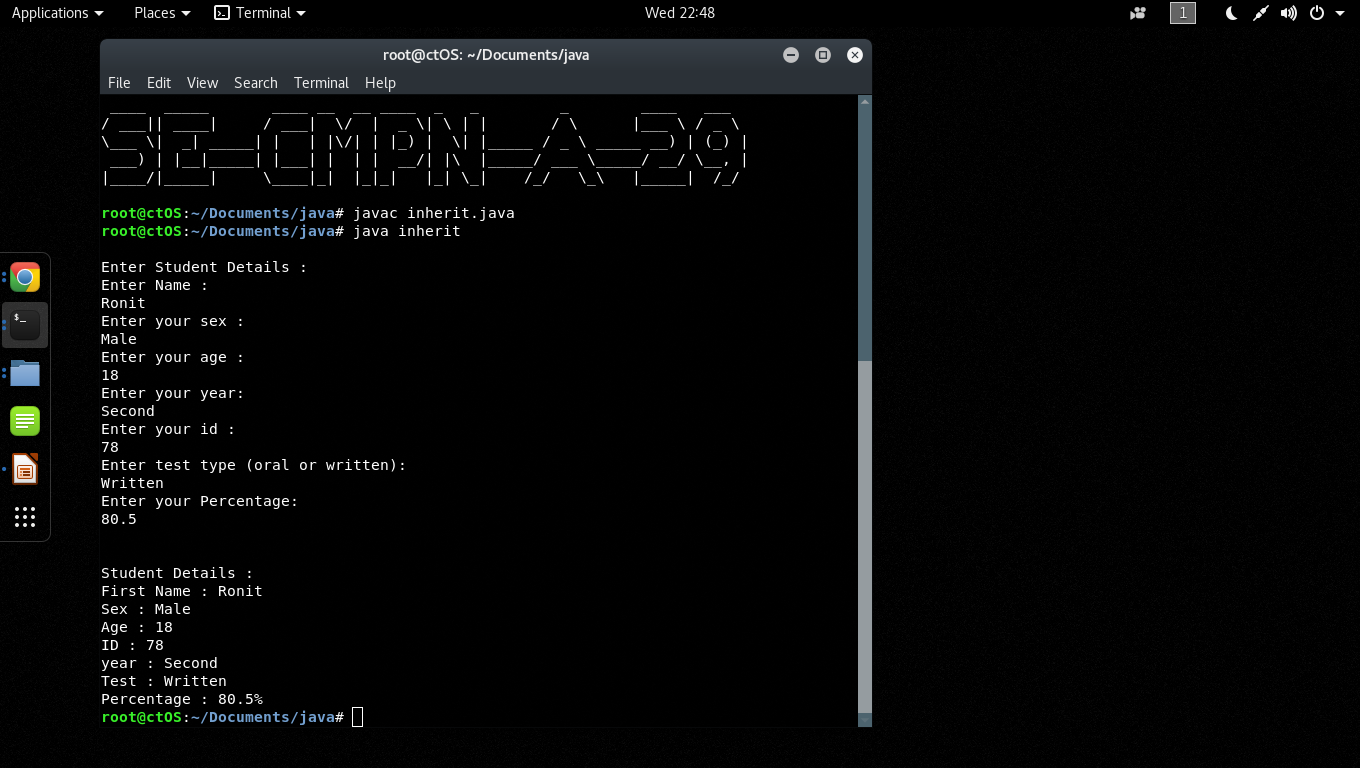 Applications Places Terminal Wed 22:48 1
root@ctOS: ~/Documents/java
File Edit View Search Terminal Help
SE-CMPN-A-29
root@ctOS:~/Documents/java# javac inherit.java
root@ctOS:~/Documents/java# java inherit
Enter Student Details :
Enter Name :
Ronit
Enter your sex :
Male
Enter your age :
18
Enter your year:
Second
Enter your id :
78
Enter test type (oral or written):
Written
Enter your Percentage:
80.5
Student Details :
First Name : Ronit
Sex : Male
Age : 18
ID : 78
year : Second
Test : Written
Percentage : 80.5%
root@ctOS:~/Documents/java#